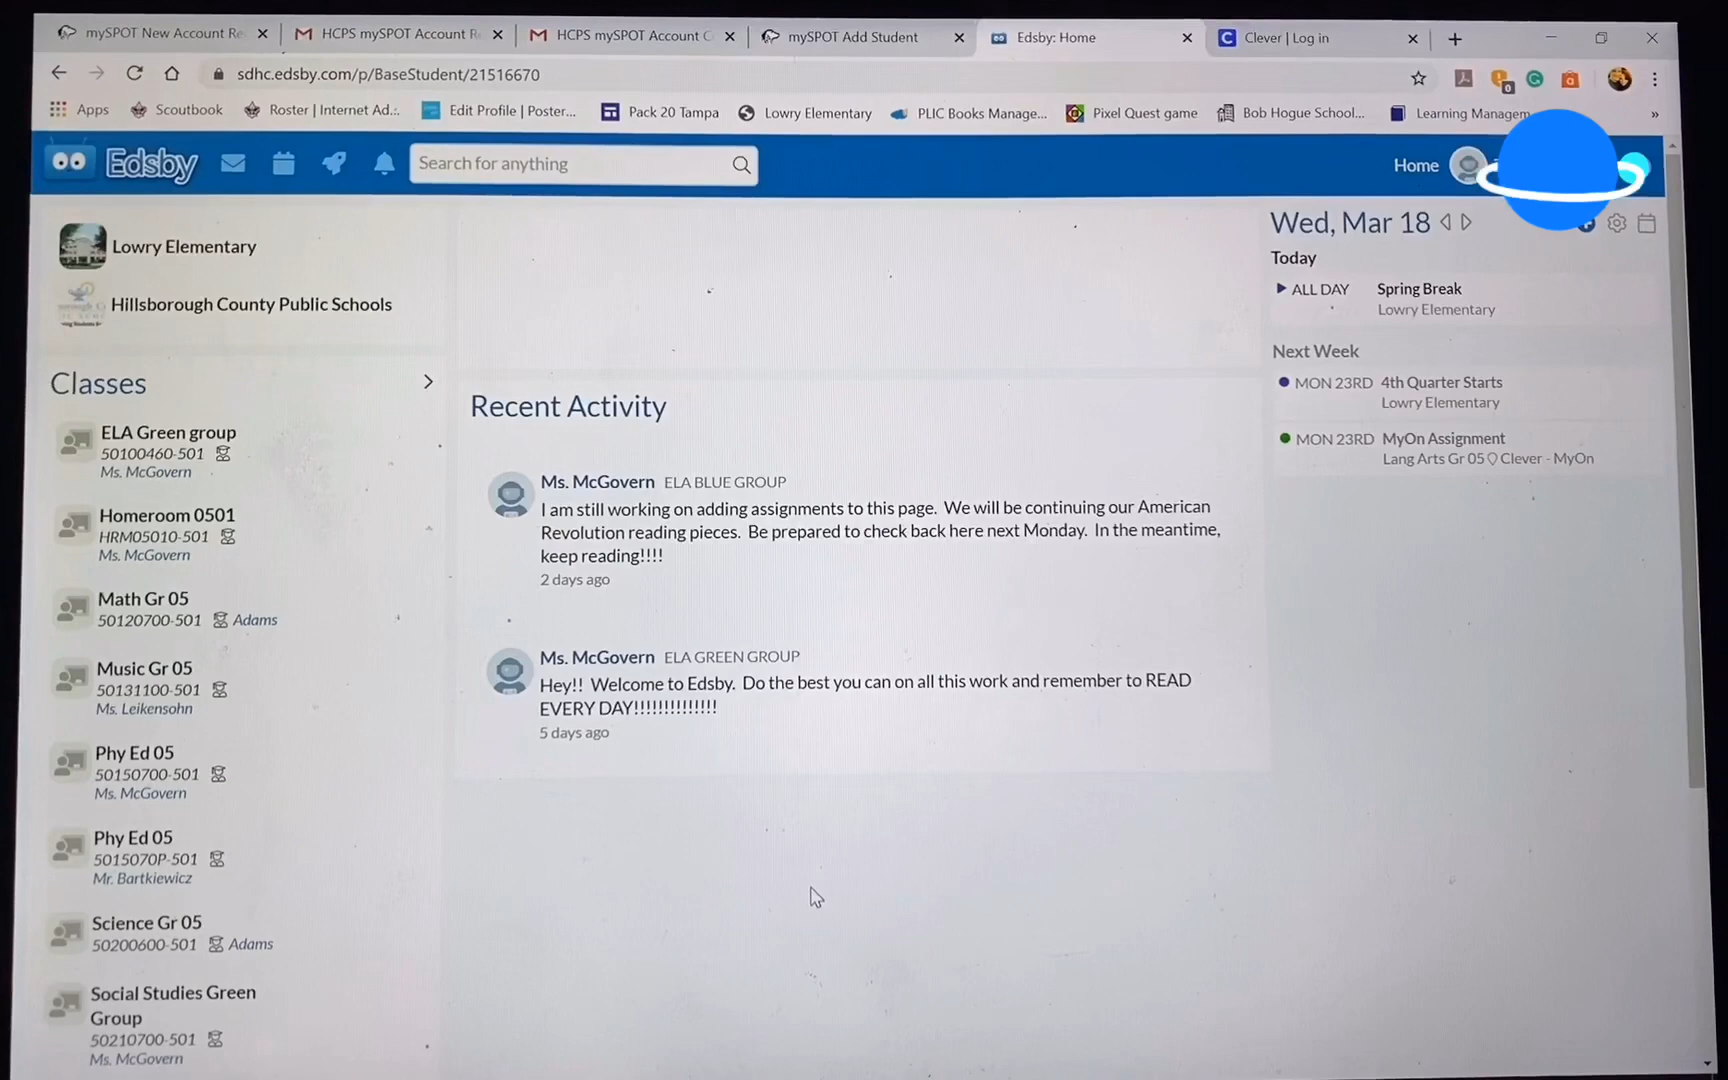 mySPOT New Account Re
HCPS mySPOT Account R
HCPS mySPOT Account C
mySPOT Add Student
Edsby: Home
Clever | Log in
sdhc.edsby.com/p/BaseStudent/21516670
Apps
Scoutbook
Roster | Internet Ad...
Edit Profile | Poster...
Pack 20 Tampa
Lowry Elementary
PLIC Books Manage...
Pixel Quest game
Bob Hogue School...
Learning Managem
Edsby
Search for anything
Home
Lowry Elementary
Hillsborough County Public Schools
Classes
ELA Green group
50100460-501
Ms. McGovern
Homeroom 0501
HRM05010-501
Ms. McGovern
Math Gr 05
50120700-501 Adams
Music Gr 05
50131100-501
Ms. Leikensohn
Phy Ed 05
50150700-501
Ms. McGovern
Phy Ed 05
5015070P-501
Mr. Bartkiewicz
Science Gr 05
50200600-501 Adams
Social Studies Green
Group
50210700-501
Ms. McGovern
Recent Activity
Ms. McGovern ELA BLUE GROUP
I am still working on adding assignments to this page. We will be continuing our American
Revolution reading pieces. Be prepared to check back here next Monday. In the meantime,
keep reading!!!!
2 days ago
Ms. McGovern ELA GREEN GROUP
Hey!! Welcome to Edsby. Do the best you can on all this work and remember to READ
EVERY DAY!!!!!!!!!!!!!!
5 days ago
Wed, Mar 18
Today
ALL DAY Spring Break
Lowry Elementary
Next Week
MON 23RD 4th Quarter Starts
Lowry Elementary
MON 23RD MyOn Assignment
Lang Arts Gr 05 Clever - MyOn